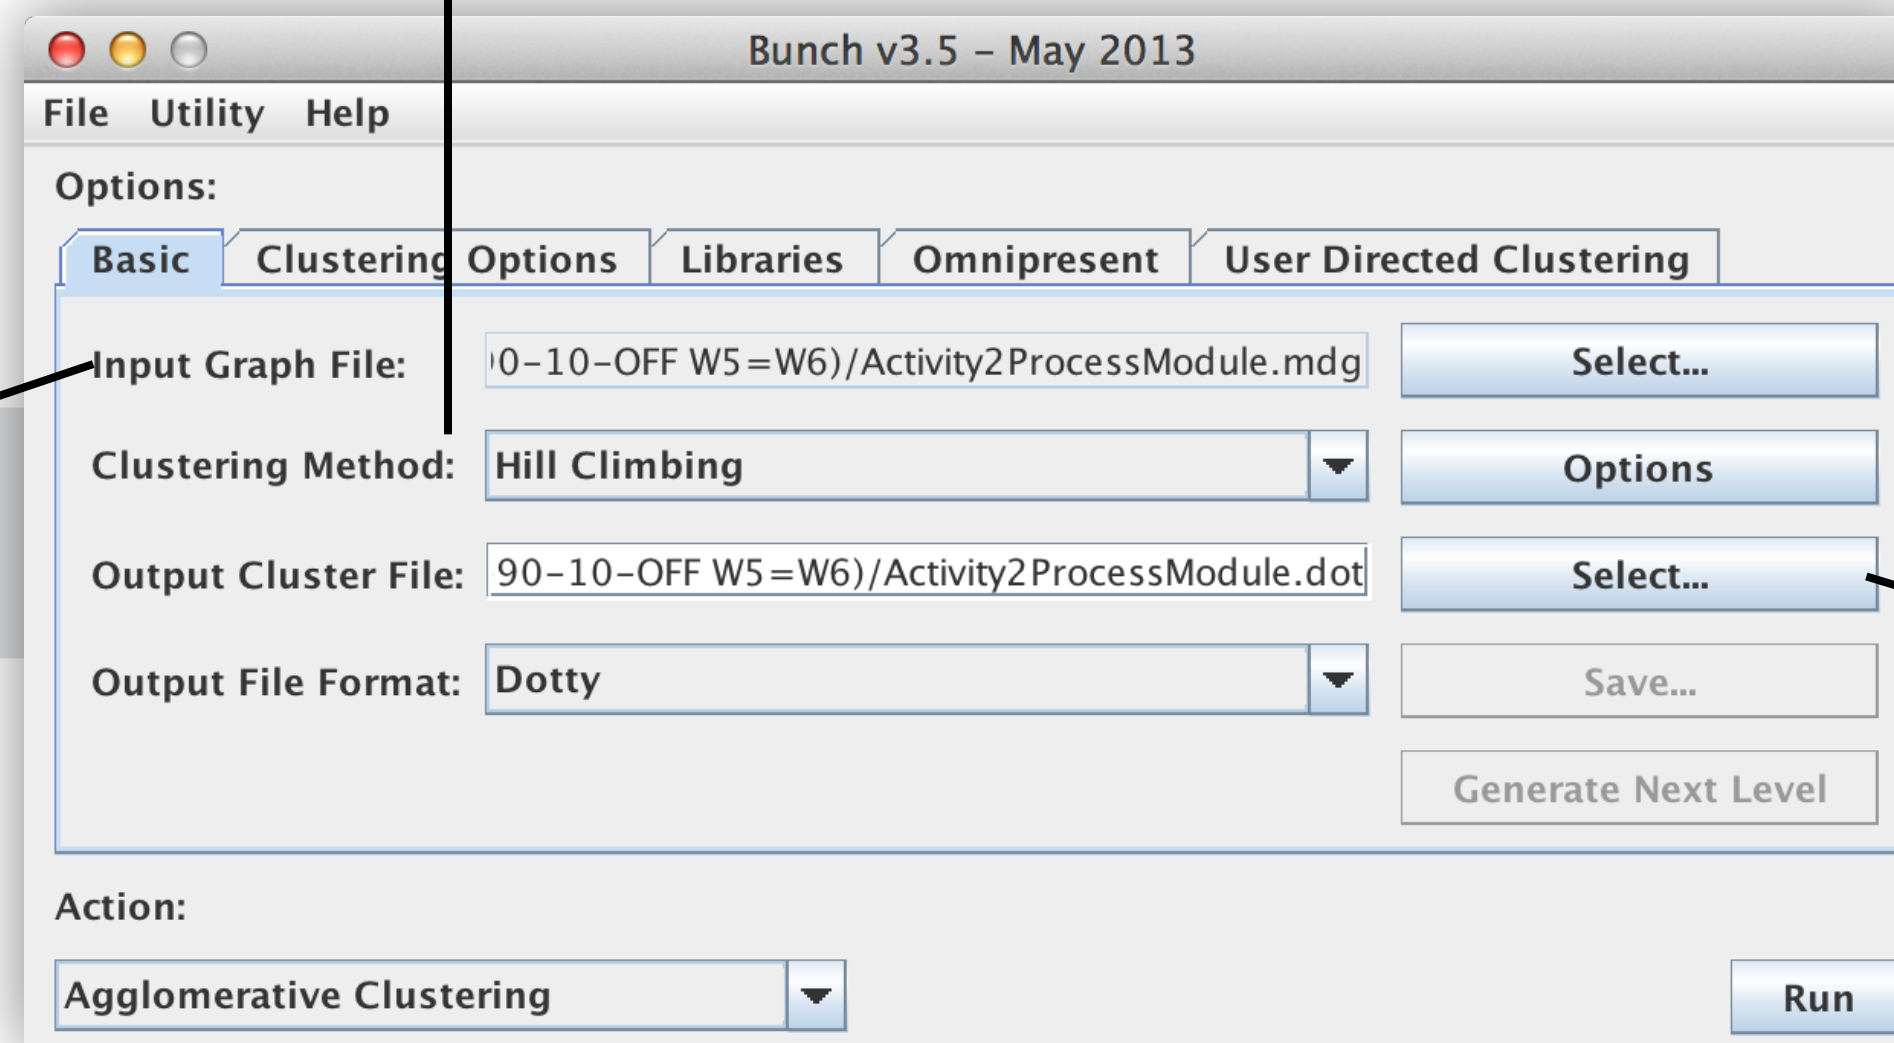 Bunch v3.5 – May 2013
File Utility Help
Options:
Basic Clustering Options Libraries Omnipresent User Directed Clustering
Input Graph File: 0-10-OFF W5=W6)/Activity2ProcessModule.mdg Select...
Clustering Method: Hill Climbing Options
Output Cluster File: 90-10-OFF W5=W6)/Activity2ProcessModule.dot Select...
Output File Format: Dotty Save...
Generate Next Level
Action:
Agglomerative Clustering Run